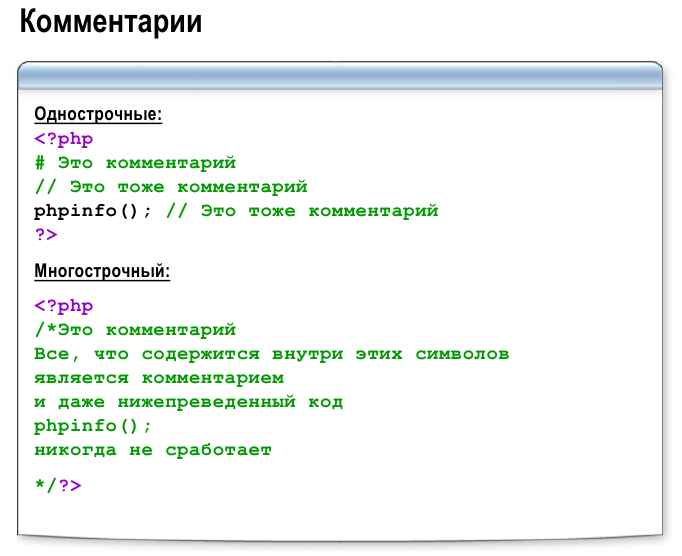 Комментарии
Однострочные:
<?php
# Это комментарий
// Это тоже комментарий
phpinfo(); // Это тоже комментарий
?>
Многострочный:
<?php
/*Это комментарий
Все, что содержится внутри этих символов
является комментарием
и даже нижепреведенный код
phpinfo();
никогда не сработает
*/?>